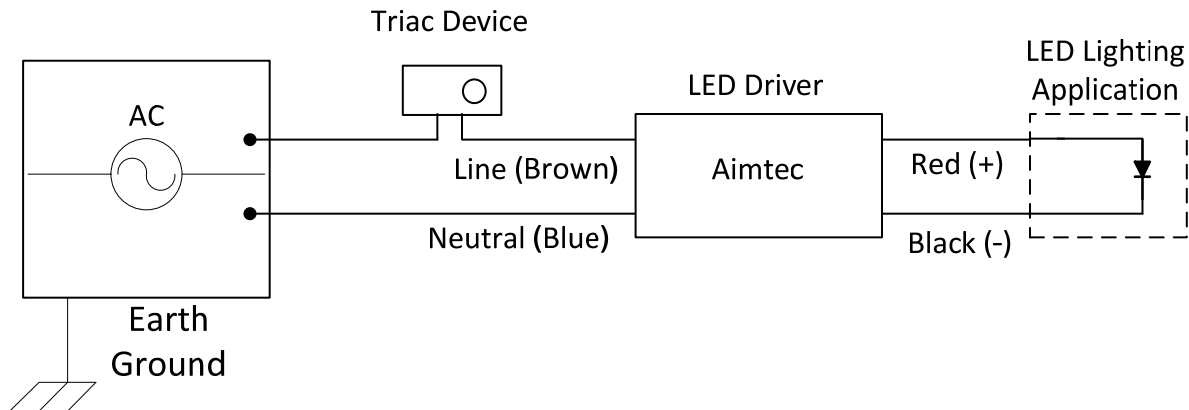 Triac Device
LED Lighting
Application
LED Driver
AC
Line (Brown)
Aimtec
Red (+)
Neutral (Blue)
Black (-)
Earth
Ground